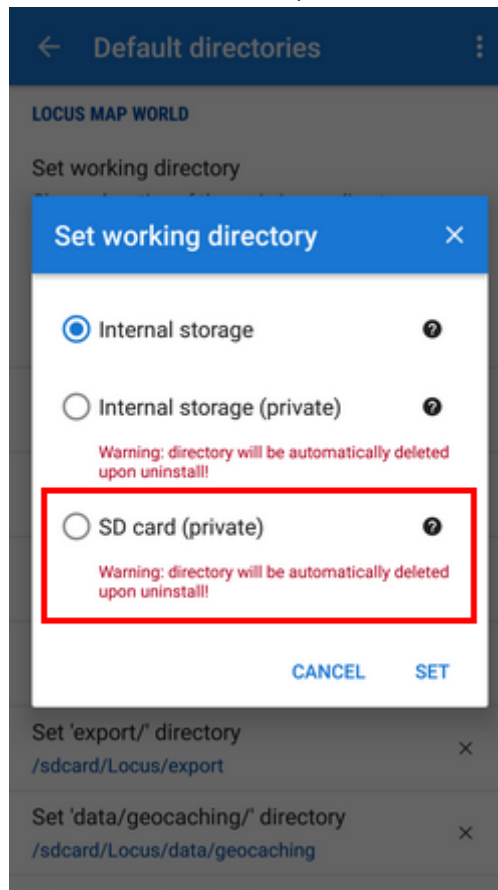 Default directories
LOCUS MAP WORLD
Set working directory
Set working directory
Internal storage
Internal storage (private)
Warning: directory will be automatically deleted
upon uninstall!
SD card (private)
Warning: directory will be automatically deleted
upon uninstall!
CANCEL SET
Set 'export/' directory
/sdcard/Locus/export
Set 'data/geocaching/' directory
/sdcard/Locus/data/geocaching